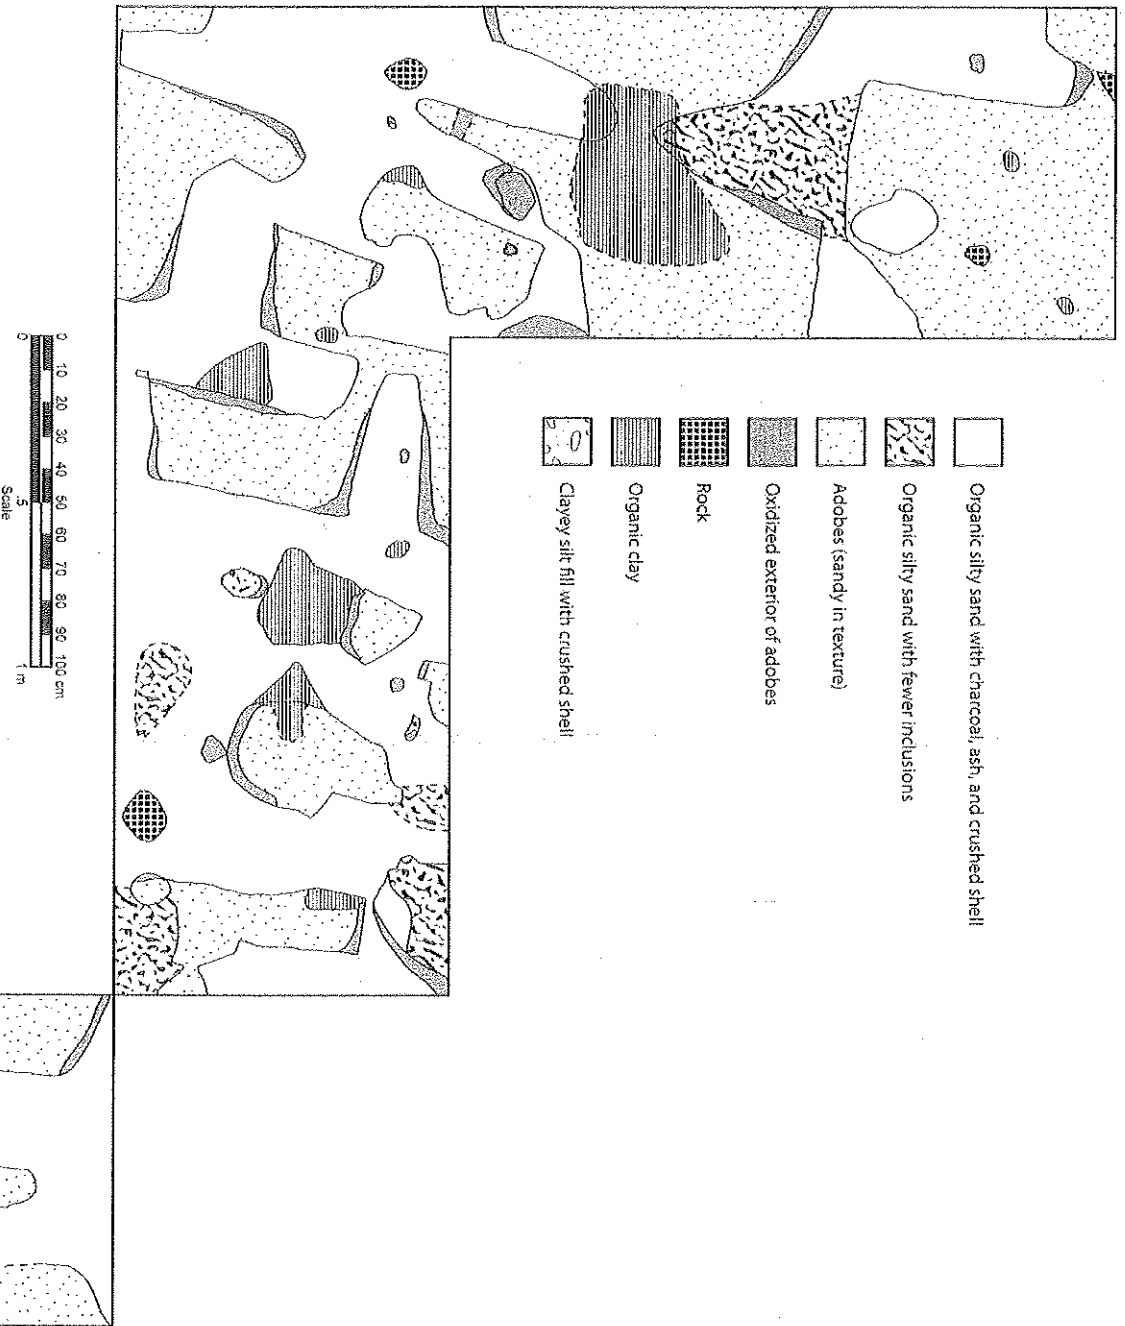 Organic silty sand with charcoal, ash, and crushed shell
Organic silty sand with fewer inclusions
Adobes (sandy in texture)
Oxidized exterior of adobes
Rock
Organic clay
Clayey silt fill with crushed shell
0 10 20 30 40 50 60 70 80 90 100 cm
0 .5 1 m
Scale